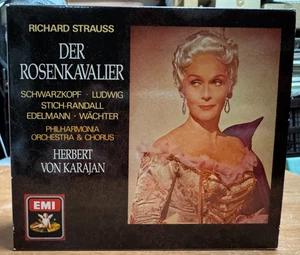 RICHARD STRAUSS
DER
ROSENKAVALIER
SCHWARZKOPF · LUDWIG
STICH-RANDALL
EDELMANN · WÄCHTER
PHILHARMONIA
ORCHESTRA & CHORUS
HERBERT
VON KARAJAN
EMI